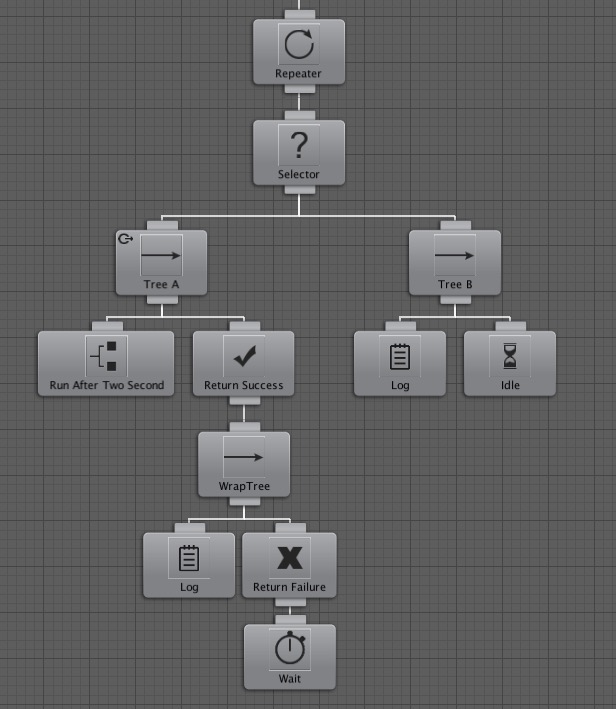 Repeater
?
Selector
Tree A
Tree B
Run After Two Second
Return Success
Log
Idle
WrapTree
Log
Return Failure
Wait